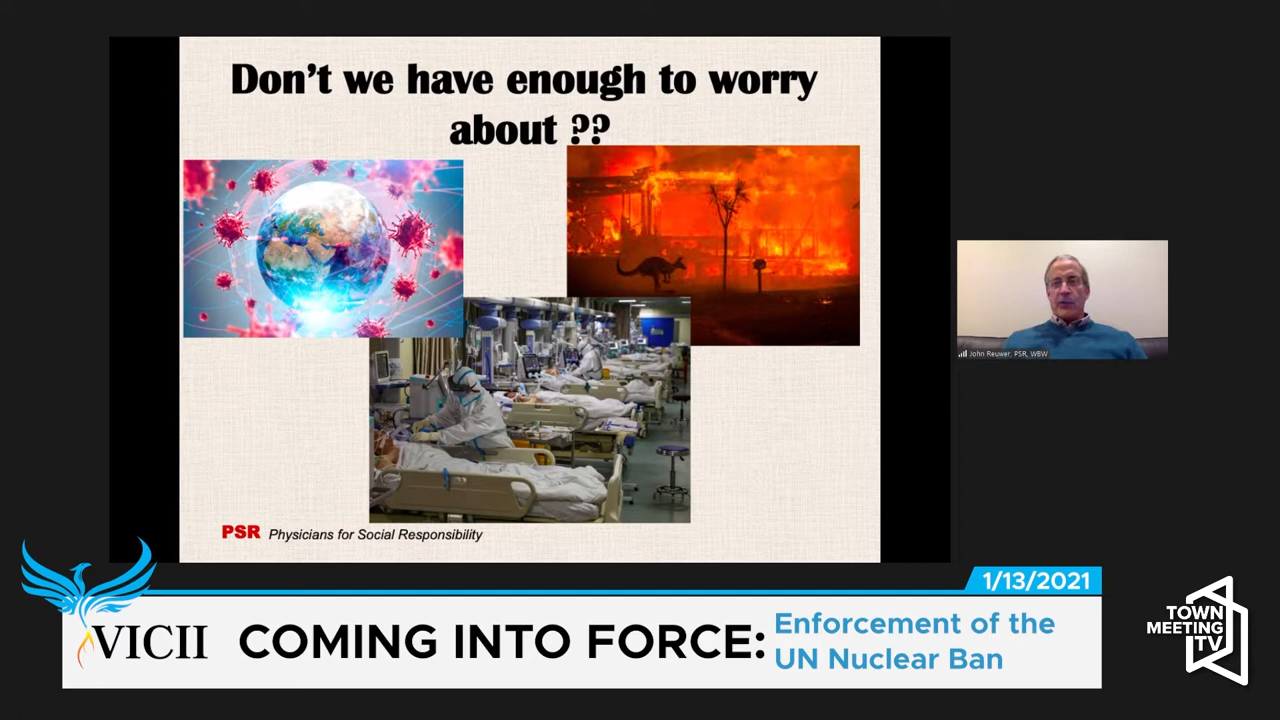 Don't we have enough to worry
about ??
PSR Physicians for Social Responsibility
John Reuwer, PSR, WBW
1/13/2021
VICII
COMING INTO FORCE:
Enforcement of the
UN Nuclear Ban
TOWN
MEETING
TV